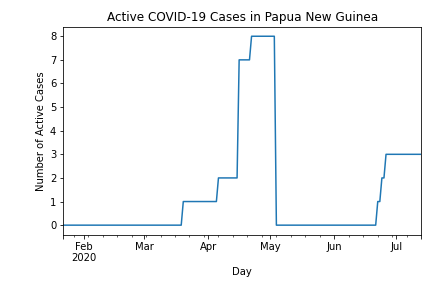 Active COVID-19 Cases in Papua New Guinea
Number of Active Cases
8
7
6
5
4
3
2
1
0
Feb Mar Apr May Jun Jul
2020
Day